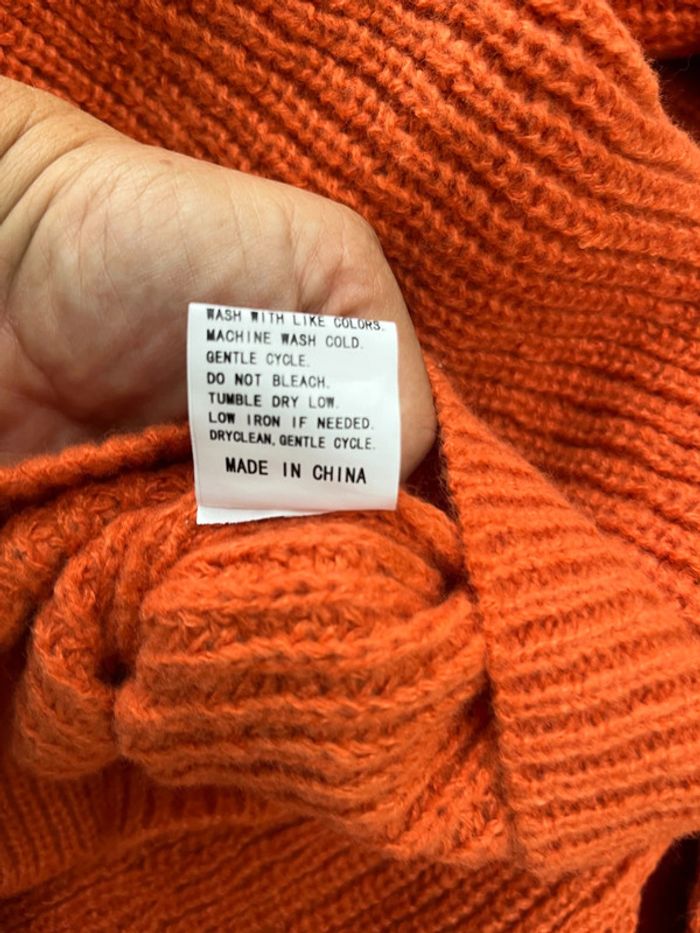 WASH WITH LIKE COLORS.
MACHINE WASH COLD.
GENTLE CYCLE.
DO NOT BLEACH.
TUMBLE DRY LOW.
LOW IRON IF NEEDED.
DRYCLEAN, GENTLE CYCLE.
MADE IN CHINA